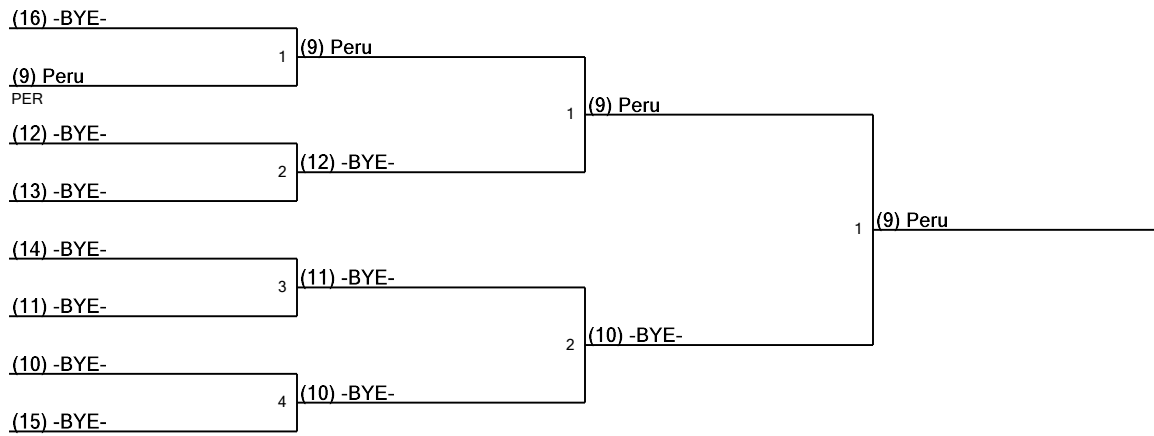 (16) -BYE-
1
(9) Peru
(9) Peru
PER
1
(9) Peru
(12) -BYE-
2
(12) -BYE-
(13) -BYE-
1
(9) Peru
(14) -BYE-
3
(11) -BYE-
(11) -BYE-
2
(10) -BYE-
(10) -BYE-
4
(10) -BYE-
(15) -BYE-